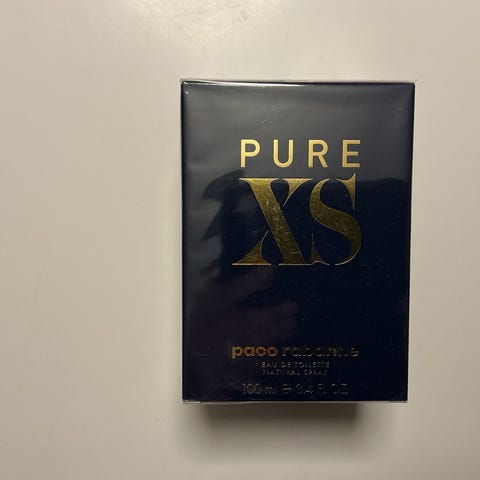 PURE
XS
paco rabanne
EAU DE TOILETTE
NATURAL SPRAY
100 ml ℮ 3.4 FL OZ